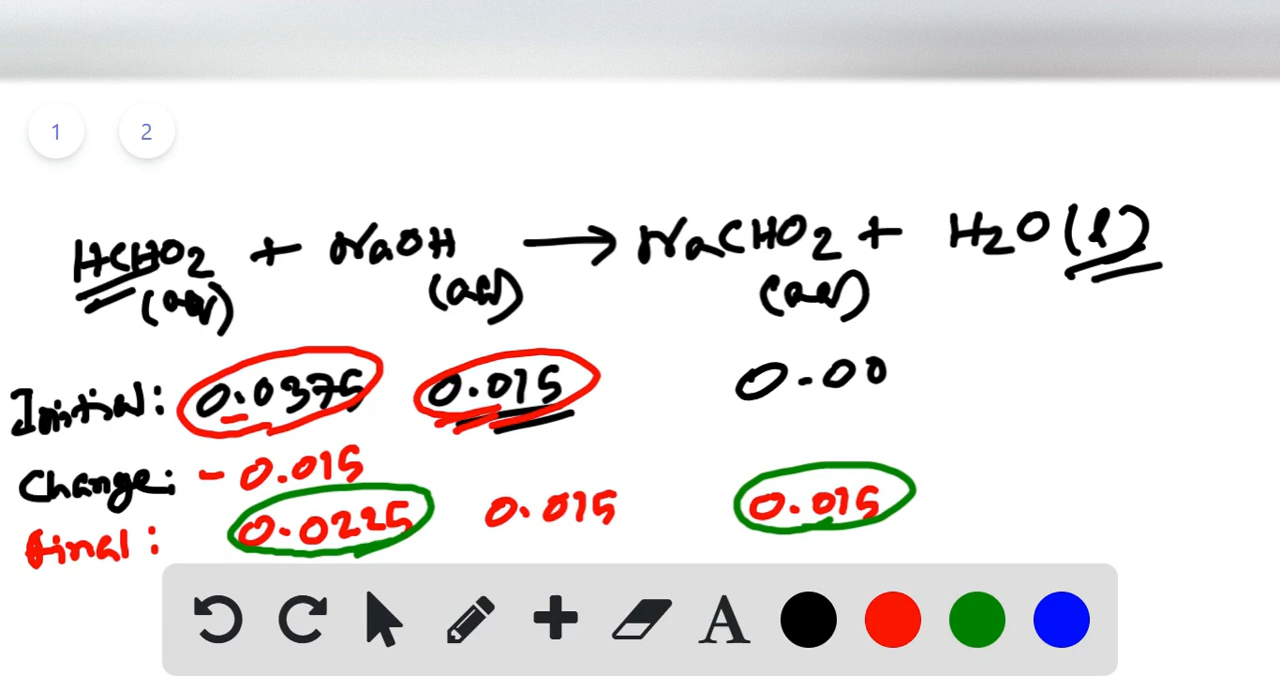 1 2
HCHO2 + NaOH → NaCHO2 + H2O (l)
(aq) (aq) (aq)
Initial: 0.0375 0.015 0.00
Change: - 0.015
final: 0.0225 0.015 0.015
A